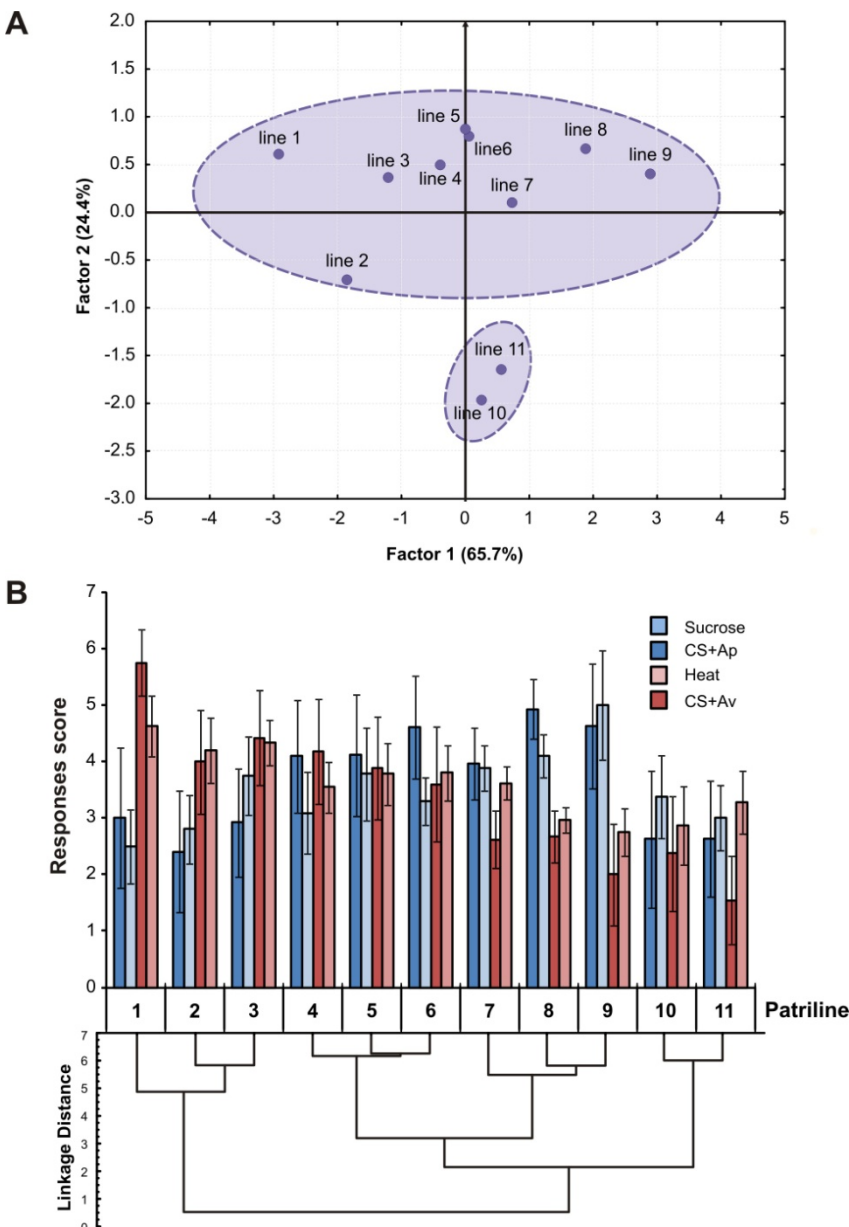 A
2.0
1.5
1.0
0.5
0.0
-0.5
-1.0
-1.5
-2.0
-2.5
-3.0
Factor 2 (24.4%)
line 1
line 2
line 3
line 4
line 5
line6
line 7
line 8
line 9
line 11
line 10
-5 -4 -3 -2 -1 0 1 2 3 4 5
Factor 1 (65.7%)
B
7
6
5
4
3
2
1
0
Responses score
Sucrose
CS+Ap
Heat
CS+Av
1 2 3 4 5 6 7 8 9 10 11 Patriline
7
6
5
4
3
2
1
0
Linkage Distance